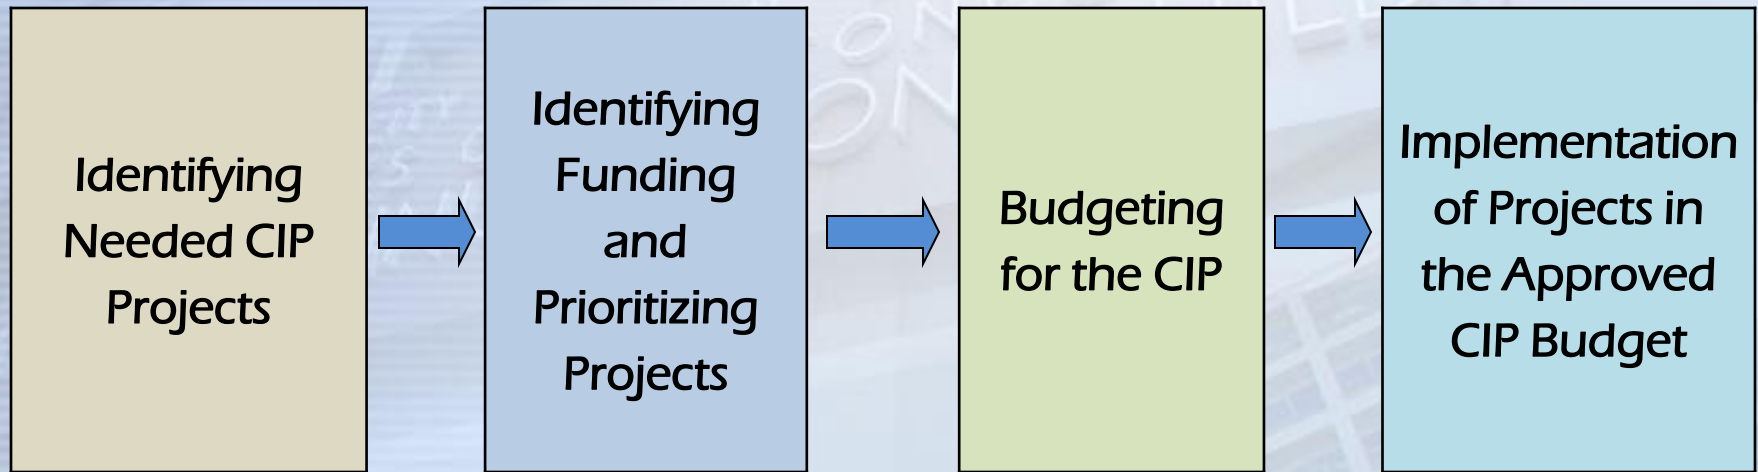 Identifying
Needed CIP
Projects
Identifying
Funding
and
Prioritizing
Projects
Budgeting
for the CIP
Implementation
of Projects in
the Approved
CIP Budget